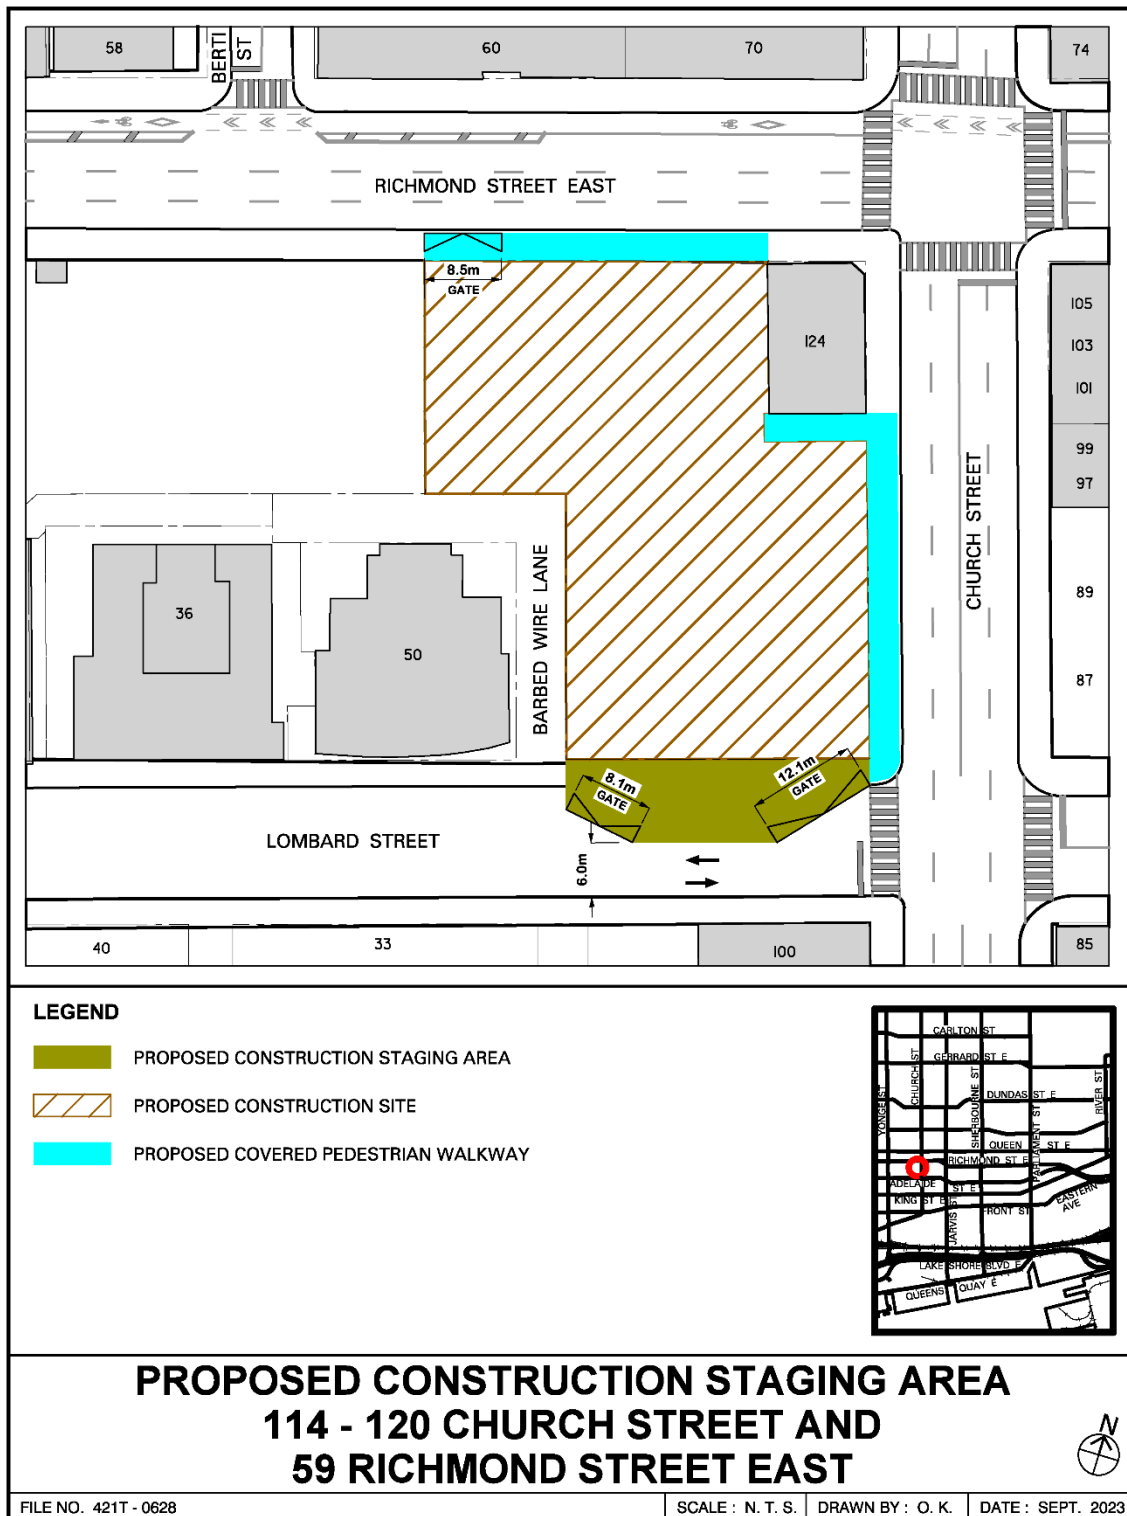 58
BERTI ST
60
70
74
RICHMOND STREET EAST
8.5m
GATE
124
105
103
101
99
97
CHURCH STREET
89
87
BARBED WIRE LANE
36
50
8.1m
GATE
12.1m
GATE
LOMBARD STREET
6.0m
40
33
100
85
LEGEND
PROPOSED CONSTRUCTION STAGING AREA
PROPOSED CONSTRUCTION SITE
PROPOSED COVERED PEDESTRIAN WALKWAY
CARLTON ST
GERRARD ST E
DUNDAS ST E
QUEEN ST E
RICHMOND ST E
ADELAIDE ST E
KING ST E
FRONT ST
EASTERN AVE
LAKE SHORE BLVD E
QUEENS QUAY E
YONGE ST
CHURCH ST
JARVIS ST
SHERBOURNE ST
PARLIAMENT ST
RIVER ST
PROPOSED CONSTRUCTION STAGING AREA
114 - 120 CHURCH STREET AND
59 RICHMOND STREET EAST
N
FILE NO. 421T - 0628
SCALE : N. T. S.
DRAWN BY : O. K.
DATE : SEPT. 2023